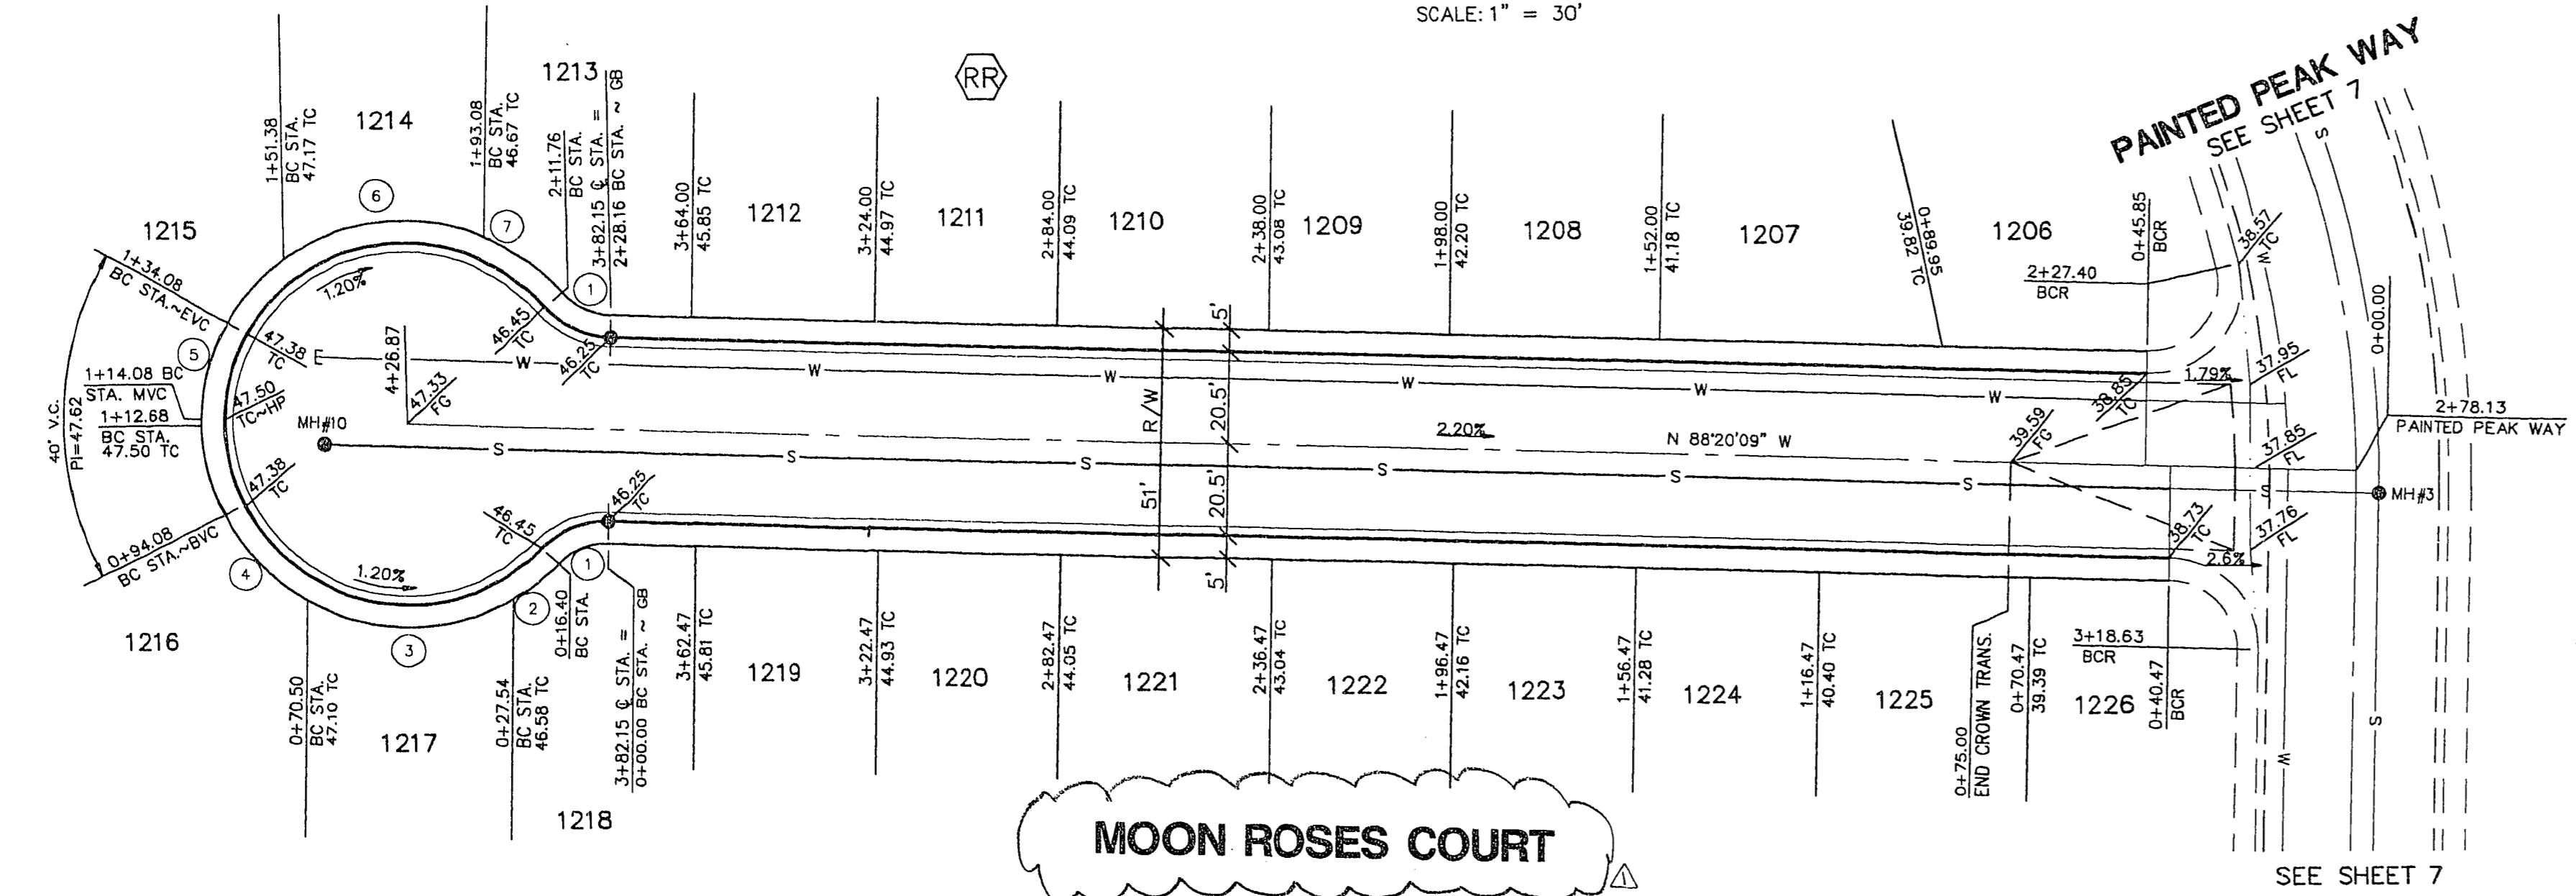 SCALE: 1" = 30'
PAINTED PEAK WAY
SEE SHEET 7
RR
1213
1214
1215
1212
1211
1210
1209
1208
1207
1206
1+51.38
BC STA.
47.17 TC
1+93.08
BC STA.
46.67 TC
2+11.76
BC STA.
3+82.15 ℄ STA. =
2+28.16 BC STA. ~ GB
3+64.00
45.85 TC
3+24.00
44.97 TC
2+84.00
44.09 TC
2+38.00
43.08 TC
1+98.00
42.20 TC
1+52.00
41.18 TC
0+89.95
39.82 TC
0+45.85
BCR
2+27.40
BCR
38.57
TC
0+00.00
6
7
1
5
1+34.08
BC STA.~EVC
1.20%
47.38
TC
E
4+26.87
47.33
FG
46.45
TC
46.25
TC
W
W
W
W
W
W
W
S
1+14.08 BC
STA. MVC
1+12.68
BC STA.
47.50 TC
47.50
TC~HP
MH#10
40' V.C.
PI=47.62
5'
20.5'
R/W
51'
20.5'
5'
2.20%
N 88°20'09" W
39.59
FG
38.85
TC
1.79%
37.95
FL
37.85
FL
2+78.13
PAINTED PEAK WAY
S
S
S
S
S
S
S
MH#3
47.38
TC
0+94.08
BC STA.~BVC
4
1.20%
46.45
TC
46.25
TC
38.73
TC
37.76
FL
2.6%
1
2
3
0+16.40
BC STA.
3+82.15 ℄ STA. =
0+00.00 BC STA. ~ GB
0+70.50
BC STA.
47.10 TC
0+27.54
BC STA.
46.58 TC
3+62.47
45.81 TC
3+22.47
44.93 TC
2+82.47
44.05 TC
2+36.47
43.04 TC
1+96.47
42.16 TC
1+56.47
41.28 TC
1+16.47
40.40 TC
0+75.00
END CROWN TRANS.
0+70.47
39.39 TC
0+40.47
BCR
3+18.63
BCR
1216
1217
1218
1219
1220
1221
1222
1223
1224
1225
1226
S
W
MOON ROSES COURT
1
SEE SHEET 7